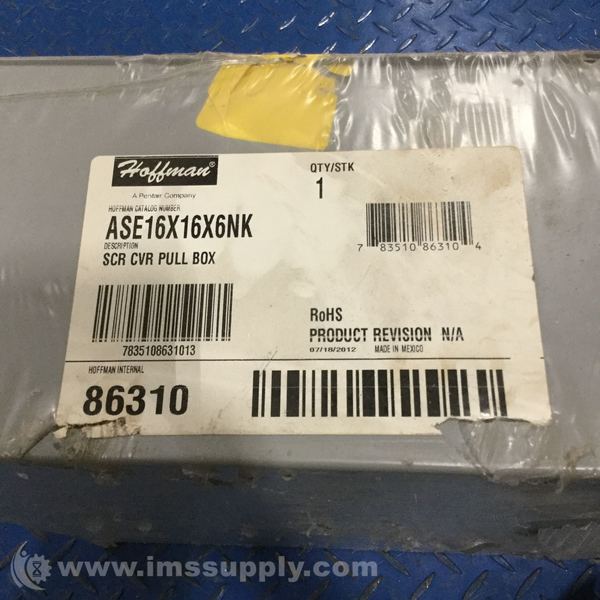 Hoffman®
A Pentair Company
QTY/STK
1
HOFFMAN CATALOG NUMBER
ASE16X16X6NK
DESCRIPTION
SCR CVR PULL BOX
7 83510 86310 4
7835108631013
RoHS
PRODUCT REVISION N/A
07/18/2012 MADE IN MEXICO
HOFFMAN INTERNAL
86310
www.imssupply.com